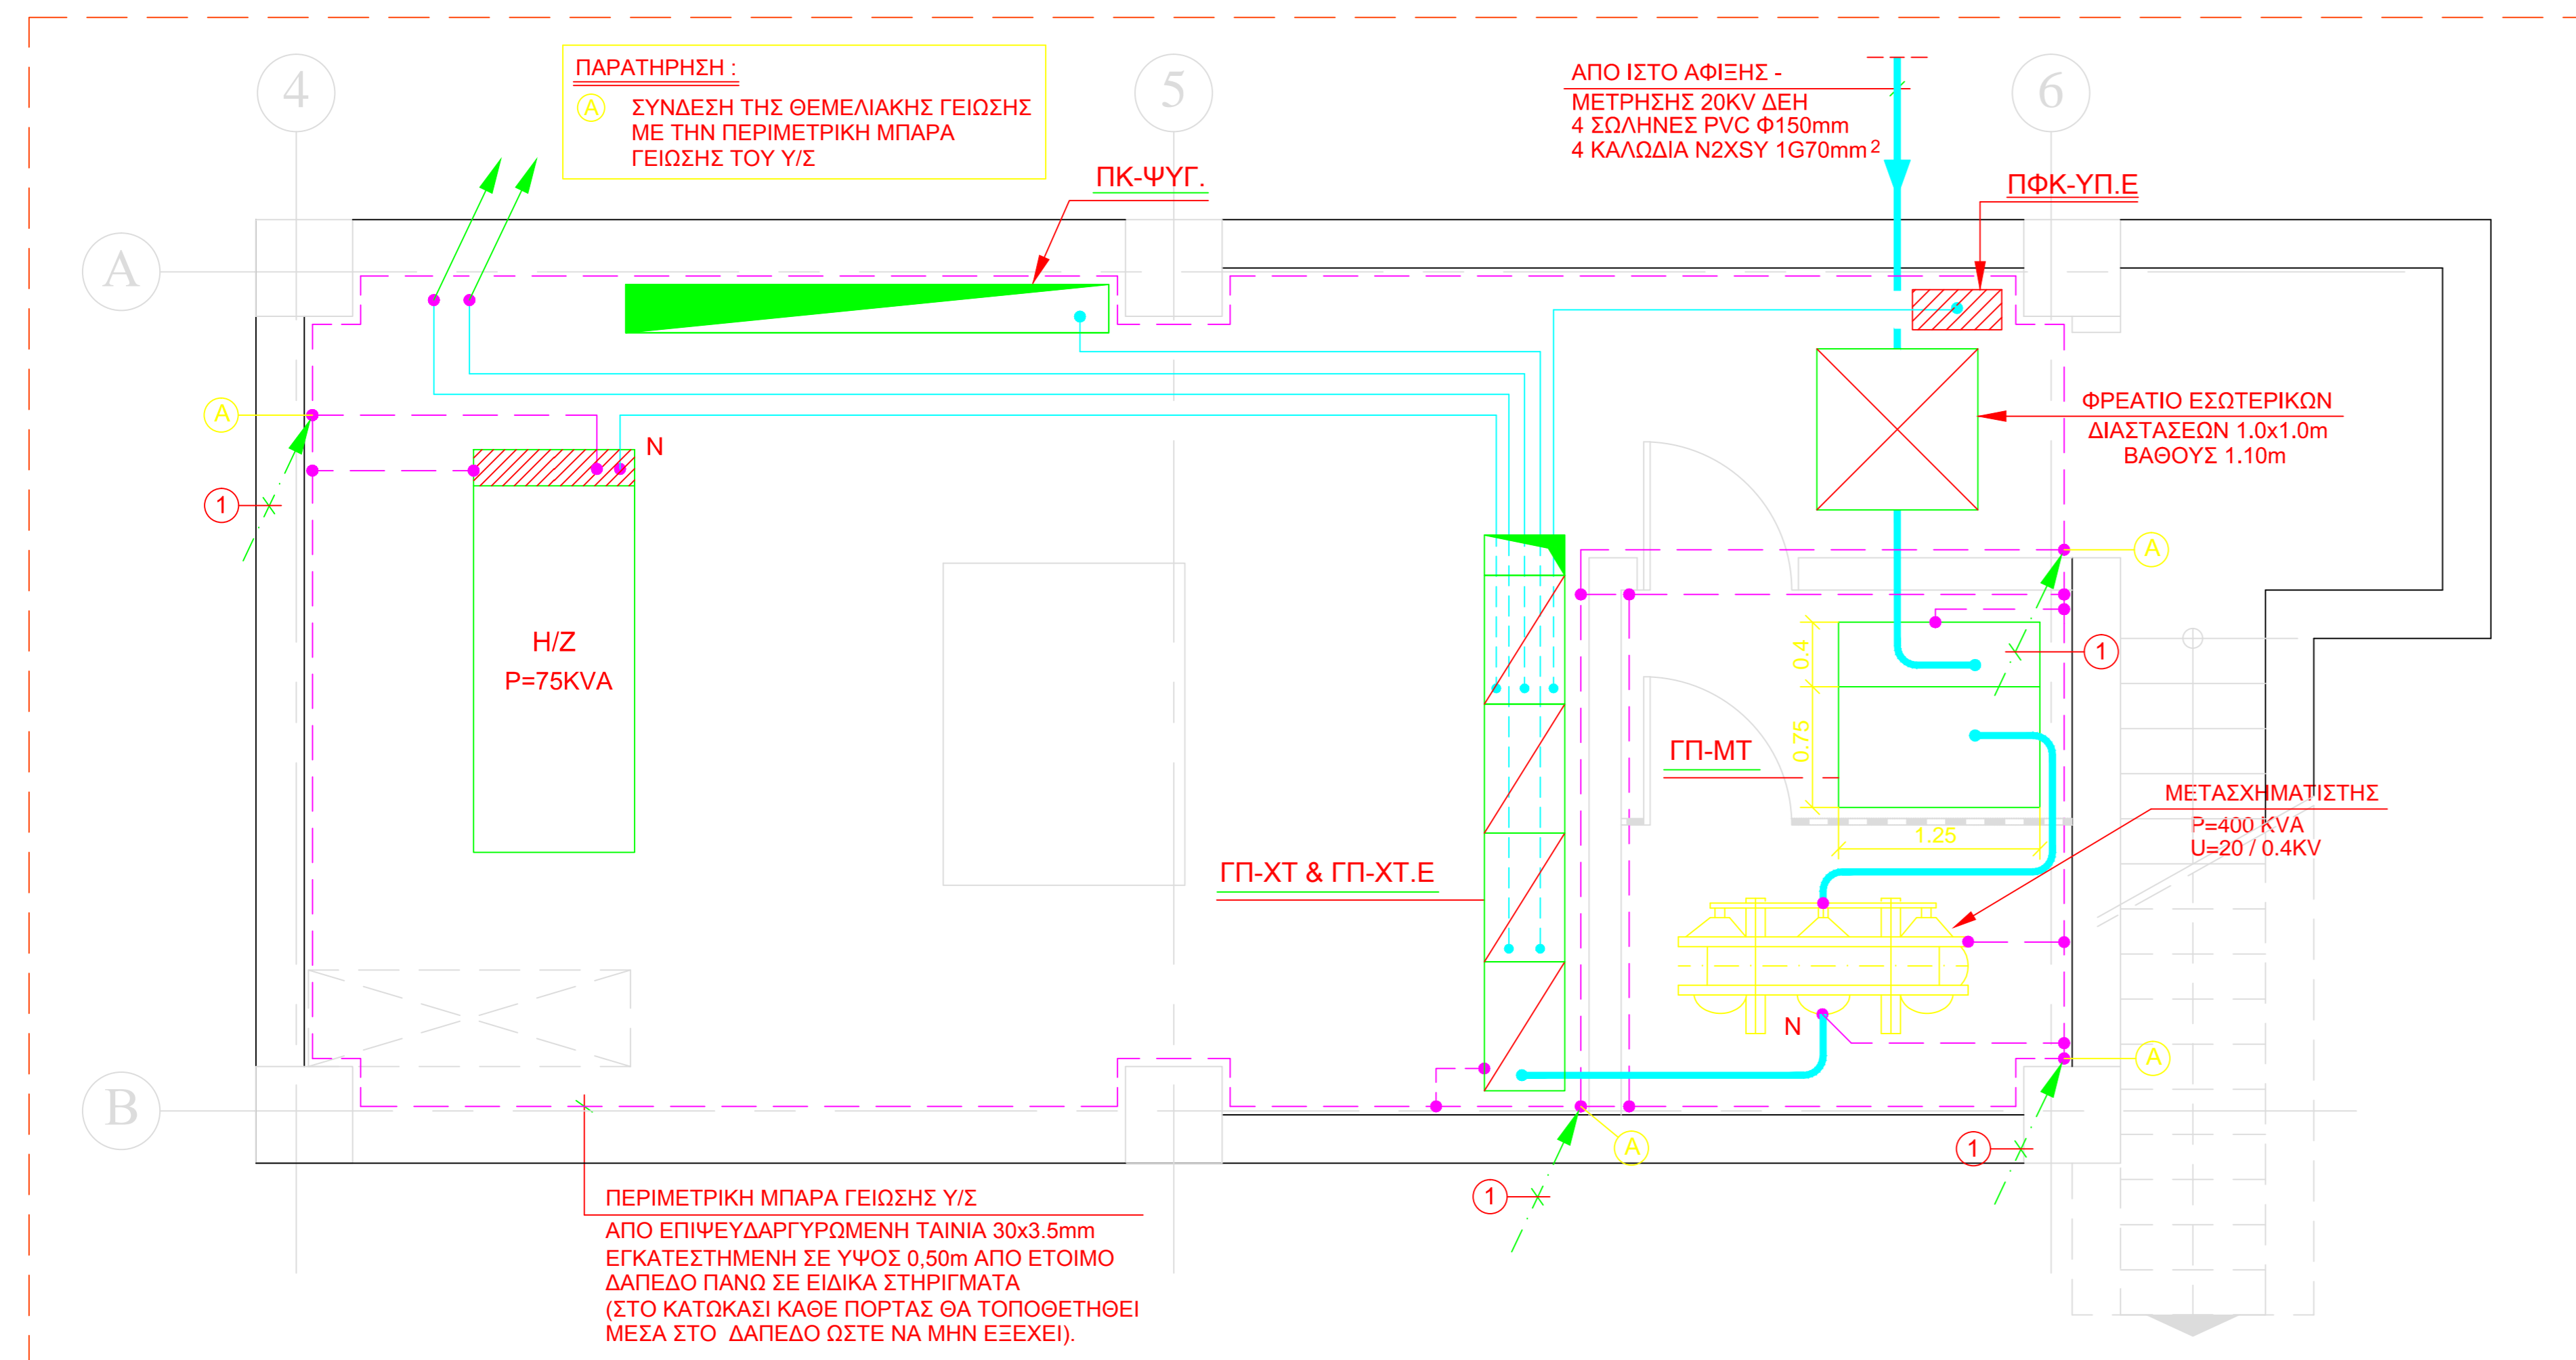 4
5
6
ΠΑΡΑΤΗΡΗΣΗ :
A ΣΥΝΔΕΣΗ ΤΗΣ ΘΕΜΕΛΙΑΚΗΣ ΓΕΙΩΣΗΣ
ΜΕ ΤΗΝ ΠΕΡΙΜΕΤΡΙΚΗ ΜΠΑΡΑ
ΓΕΙΩΣΗΣ ΤΟΥ Υ/Σ
ΑΠΟ ΙΣΤΟ ΑΦΙΞΗΣ -
ΜΕΤΡΗΣΗΣ 20KV ΔΕΗ
4 ΣΩΛΗΝΕΣ PVC Φ150mm
4 ΚΑΛΩΔΙΑ N2XSY 1G70mm²
ΠΚ-ΨΥΓ.
ΠΦΚ-ΥΠ.Ε
A
ΦΡΕΑΤΙΟ ΕΣΩΤΕΡΙΚΩΝ
ΔΙΑΣΤΑΣΕΩΝ 1.0x1.0m
ΒΑΘΟΥΣ 1.10m
A
N
1
A
Η/Ζ
P=75KVA
0.4
1
0.75
ΓΠ-ΜΤ
ΜΕΤΑΣΧΗΜΑΤΙΣΤΗΣ
P=400 KVA
U=20 / 0.4KV
1.25
ΓΠ-ΧΤ & ΓΠ-ΧΤ.Ε
N
A
B
A
1
1
ΠΕΡΙΜΕΤΡΙΚΗ ΜΠΑΡΑ ΓΕΙΩΣΗΣ Υ/Σ
ΑΠΟ ΕΠΙΨΕΥΔΑΡΓΥΡΩΜΕΝΗ ΤΑΙΝΙΑ 30x3.5mm
ΕΓΚΑΤΕΣΤΗΜΕΝΗ ΣΕ ΥΨΟΣ 0,50m ΑΠΟ ΕΤΟΙΜΟ
ΔΑΠΕΔΟ ΠΑΝΩ ΣΕ ΕΙΔΙΚΑ ΣΤΗΡΙΓΜΑΤΑ
(ΣΤΟ ΚΑΤΩΚΑΣΙ ΚΑΘΕ ΠΟΡΤΑΣ ΘΑ ΤΟΠΟΘΕΤΗΘΕΙ
ΜΕΣΑ ΣΤΟ ΔΑΠΕΔΟ ΩΣΤΕ ΝΑ ΜΗΝ ΕΞΕΧΕΙ).